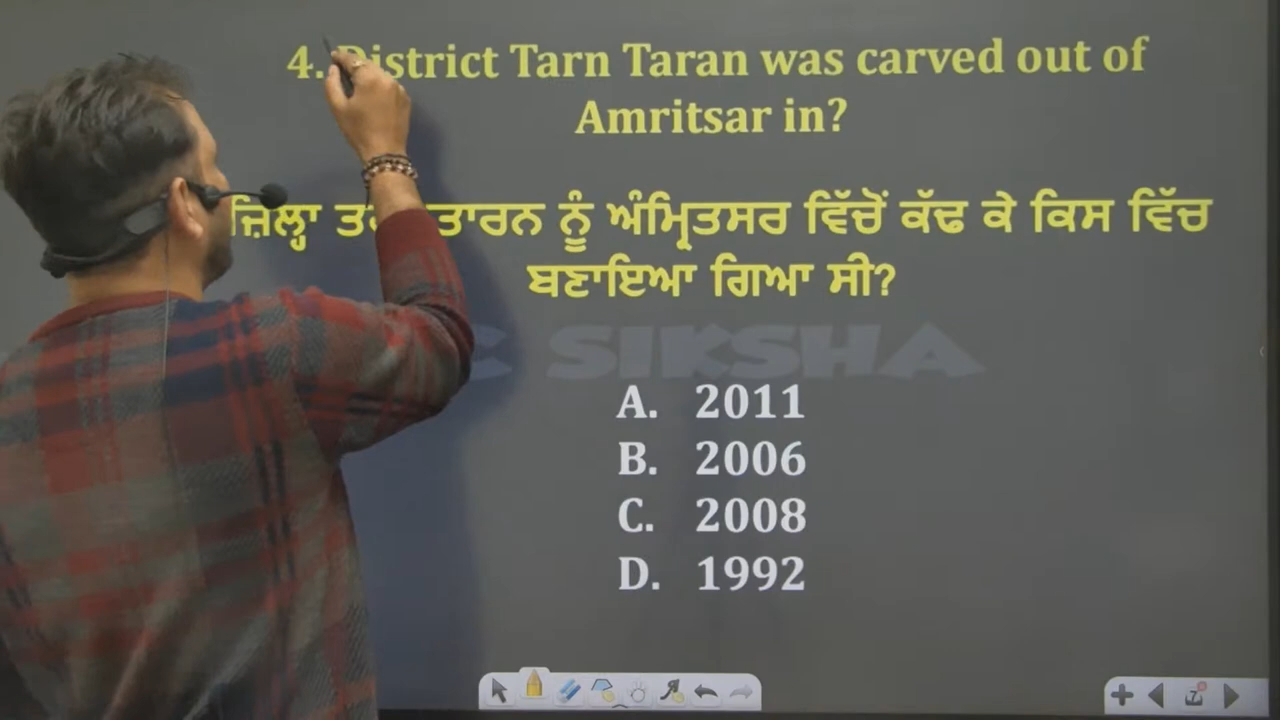 4. District Tarn Taran was carved out of
Amritsar in?
ਜ਼ਿਲ੍ਹਾ ਤਾਰਨ ਨੂੰ ਅੰਮ੍ਰਿਤਸਰ ਵਿੱਚੋਂ ਕੱਢ ਕੇ ਕਿਸ ਵਿੱਚ
ਬਣਾਇਆ ਗਿਆ ਸੀ?
SIKSHA
A. 2011
B. 2006
C. 2008
D. 1992